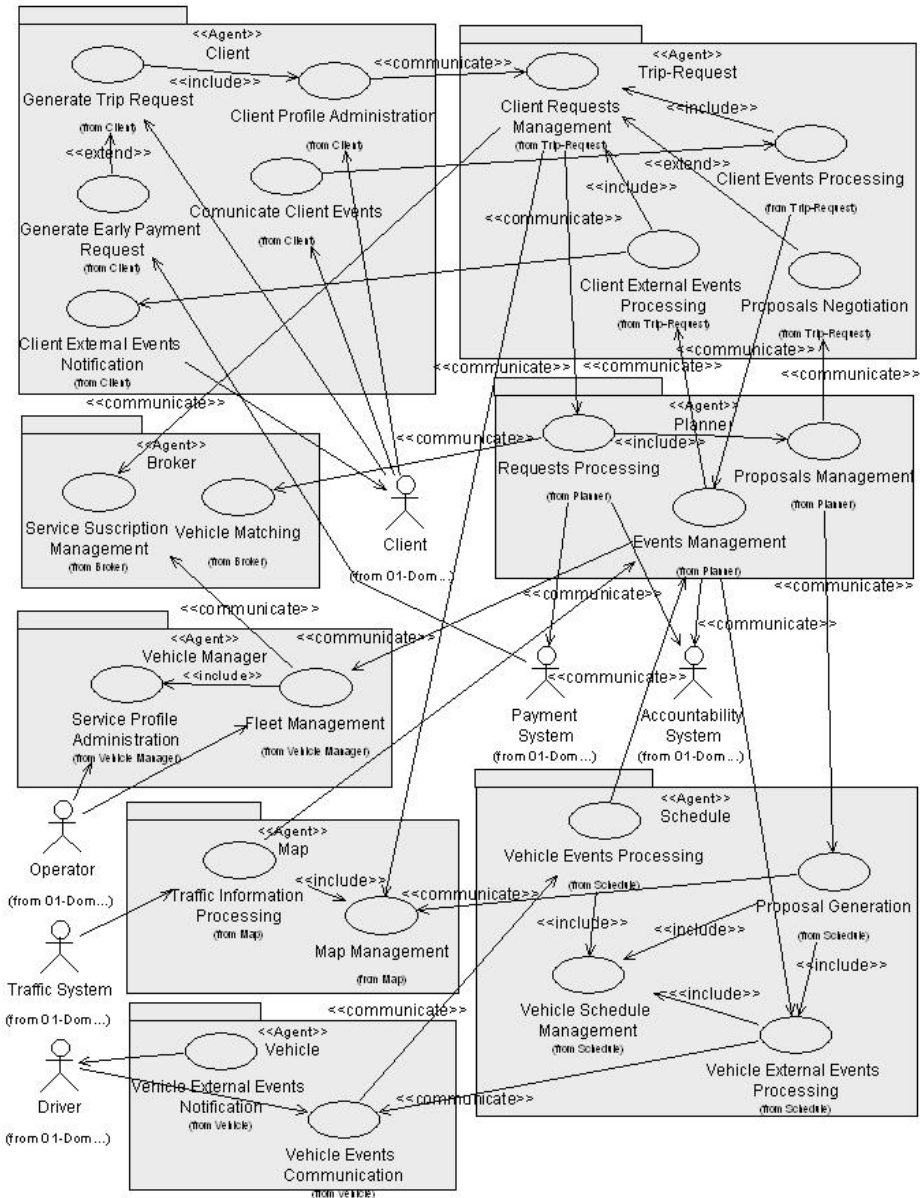 <<Agent>>
Client
<<include>>
Generate Trip Request
(from Client)
Client Profile Administration
(from Client)
<<extend>>
Generate Early Payment
Request
(from Client)
Comunicate Client Events
(from Client)
Client External Events
Notification
(from Client)
<<communicate>>
<<Agent>>
Trip-Request
Client Requests
Management
(from Trip-Request)
<<include>>
Client Events Processing
(from Trip-Request)
<<extend>>
<<include>>
<<communicate>>
Client External Events
Processing
(from Trip-Request)
Proposals Negotiation
(from Trip-Request)
<<communicate>>
<<communicate>>
<<communicate>>
<<communicate>>
<<communicate>>
<<Agent>>
Broker
Service Suscription
Management
(from Broker)
Vehicle Matching
(from Broker)
<<communicate>>
Client
(from 01-Dom...)
<<Agent>>
Planner
<<include>>
Requests Processing
(from Planner)
Proposals Management
(from Planner)
Events Management
(from Planner)
<<communicate>>
<<communicate>>
<<communicate>>
<<communicate>>
<<communicate>>
<<Agent>>
Vehicle Manager
<<include>>
Service Profile
Administration
(from Vehicle Manager)
Fleet Management
(from Vehicle Manager)
Payment
System
(from 01-Dom...)
<<communicate>>
Accountability
System
(from 01-Dom...)
Operator
(from 01-Dom...)
<<Agent>>
Map
Traffic Information
Processing
(from Map)
<<include>>
Map Management
(from Map)
<<communicate>>
<<Agent>>
Schedule
Vehicle Events Processing
(from Schedule)
Proposal Generation
(from Schedule)
<<include>>
<<include>>
<<include>>
<<include>>
Vehicle Schedule
Management
(from Schedule)
Vehicle External Events
Processing
(from Schedule)
Traffic System
(from 01-Dom...)
<<communicate>>
<<Agent>>
Vehicle
Vehicle External Events
Notification
(from Vehicle)
Vehicle Events
Communication
(from Vehicle)
<<communicate>>
Driver
(from 01-Dom...)